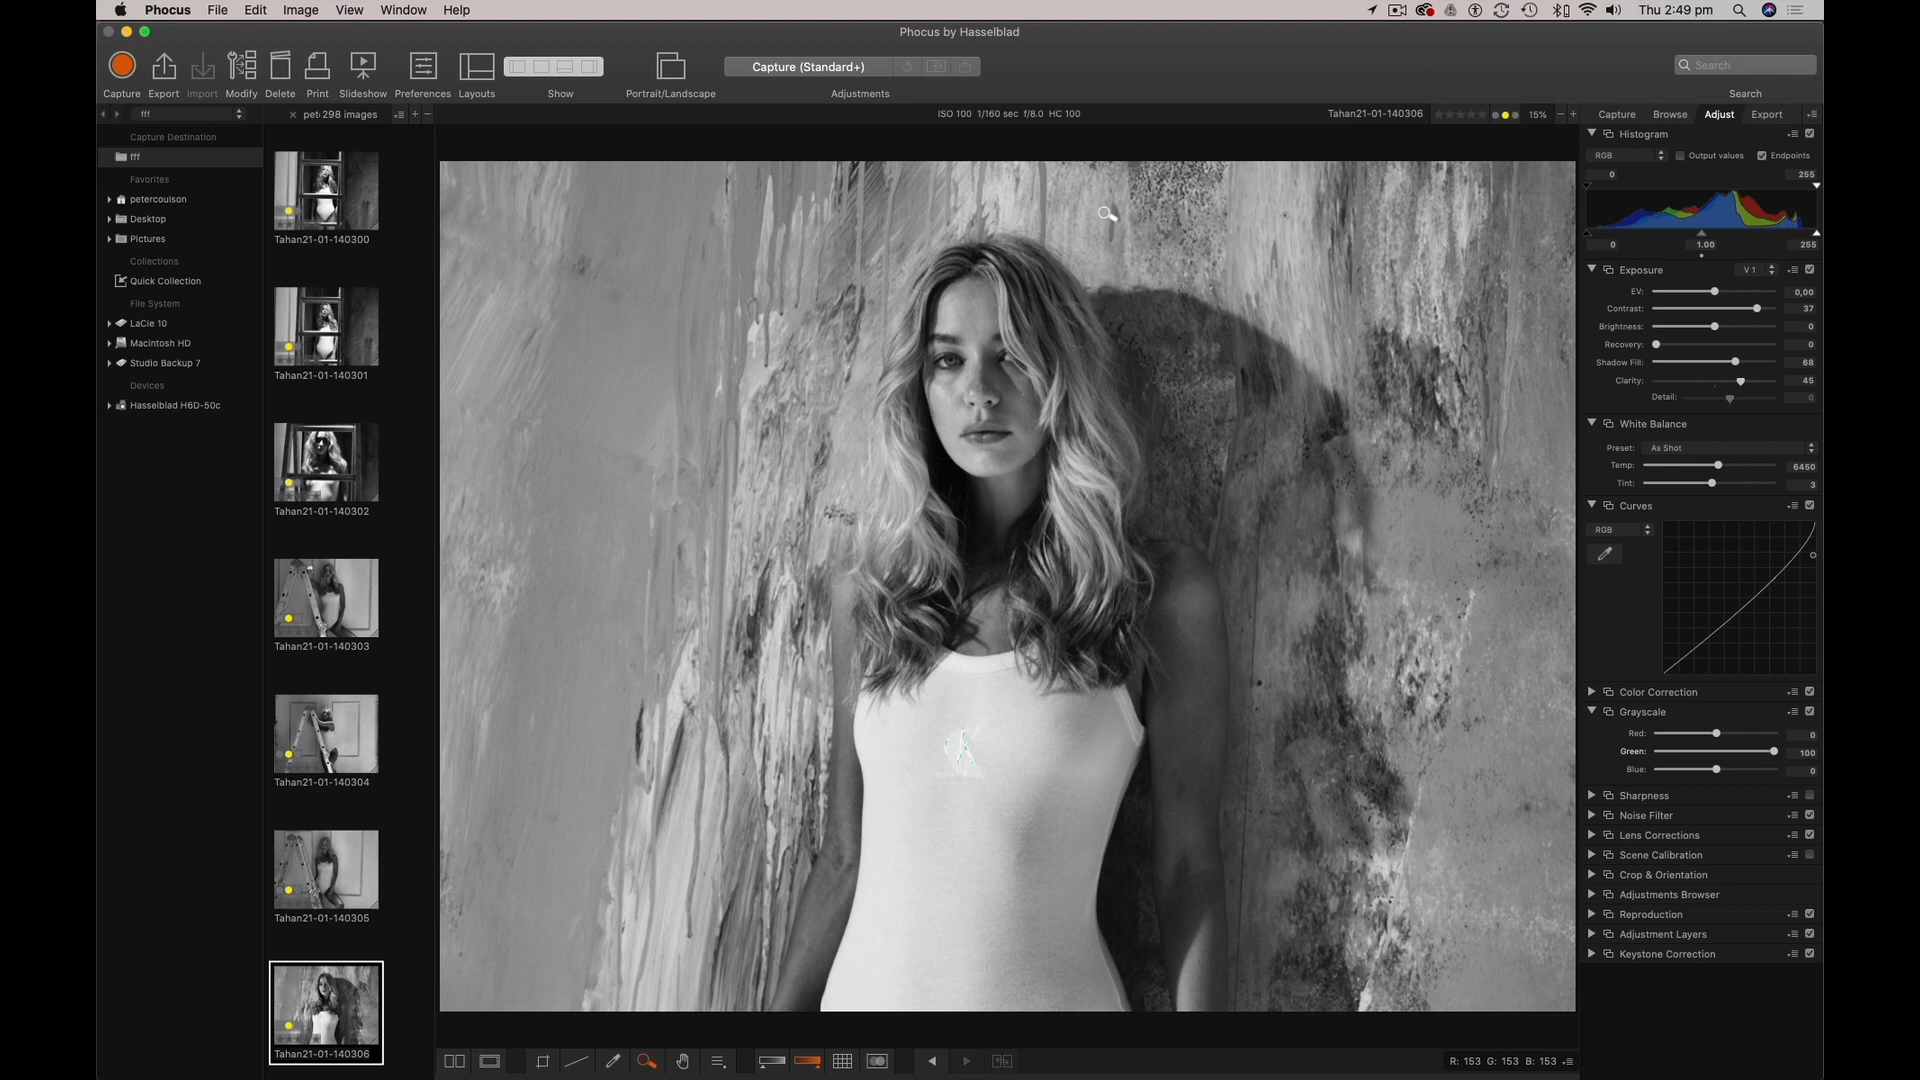 Phocus File Edit Image View Window Help
Thu 2:49 pm
Phocus by Hasselblad
Capture (Standard+)
Search
Capture Export Import Modify Delete Print Slideshow Preferences Layouts Show Portrait/Landscape Adjustments Search
fff
pet 298 images
ISO 100 1/160 sec f/8.0 HC 100
Tahan21-01-140306
15%
Capture Browse Adjust Export
Capture Destination
fff
Favorites
petercoulson
Desktop
Pictures
Collections
Quick Collection
File System
LaCie 10
Macintosh HD
Studio Backup 7
Devices
Hasselblad H6D-50c
Tahan21-01-140300
Tahan21-01-140301
Tahan21-01-140302
Tahan21-01-140303
Tahan21-01-140304
Tahan21-01-140305
Tahan21-01-140306
Histogram
RGB Output values Endpoints
0 255
0 1.00 255
Exposure V 1
EV: 0,00
Contrast: 37
Brightness: 0
Recovery: 0
Shadow Fill: 68
Clarity: 45
Detail: 0
White Balance
Preset: As Shot
Temp: 6450
Tint: 3
Curves
RGB
Color Correction
Grayscale
Red: 0
Green: 100
Blue: 0
Sharpness
Noise Filter
Lens Corrections
Scene Calibration
Crop & Orientation
Adjustments Browser
Reproduction
Adjustment Layers
Keystone Correction
R: 153 G: 153 B: 153